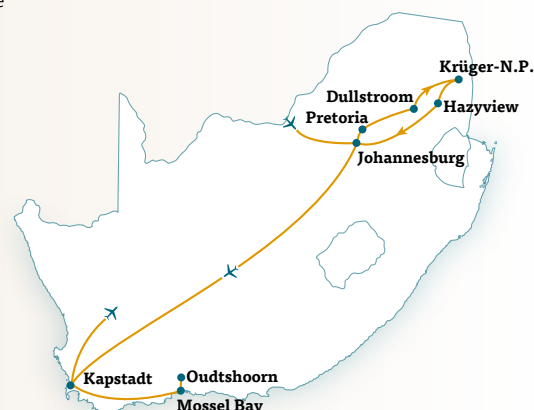 Krüger-N.P.
Dullstroom
Hazyview
Pretoria
Johannesburg
Kapstadt
Oudtshoorn
Mossel Bay